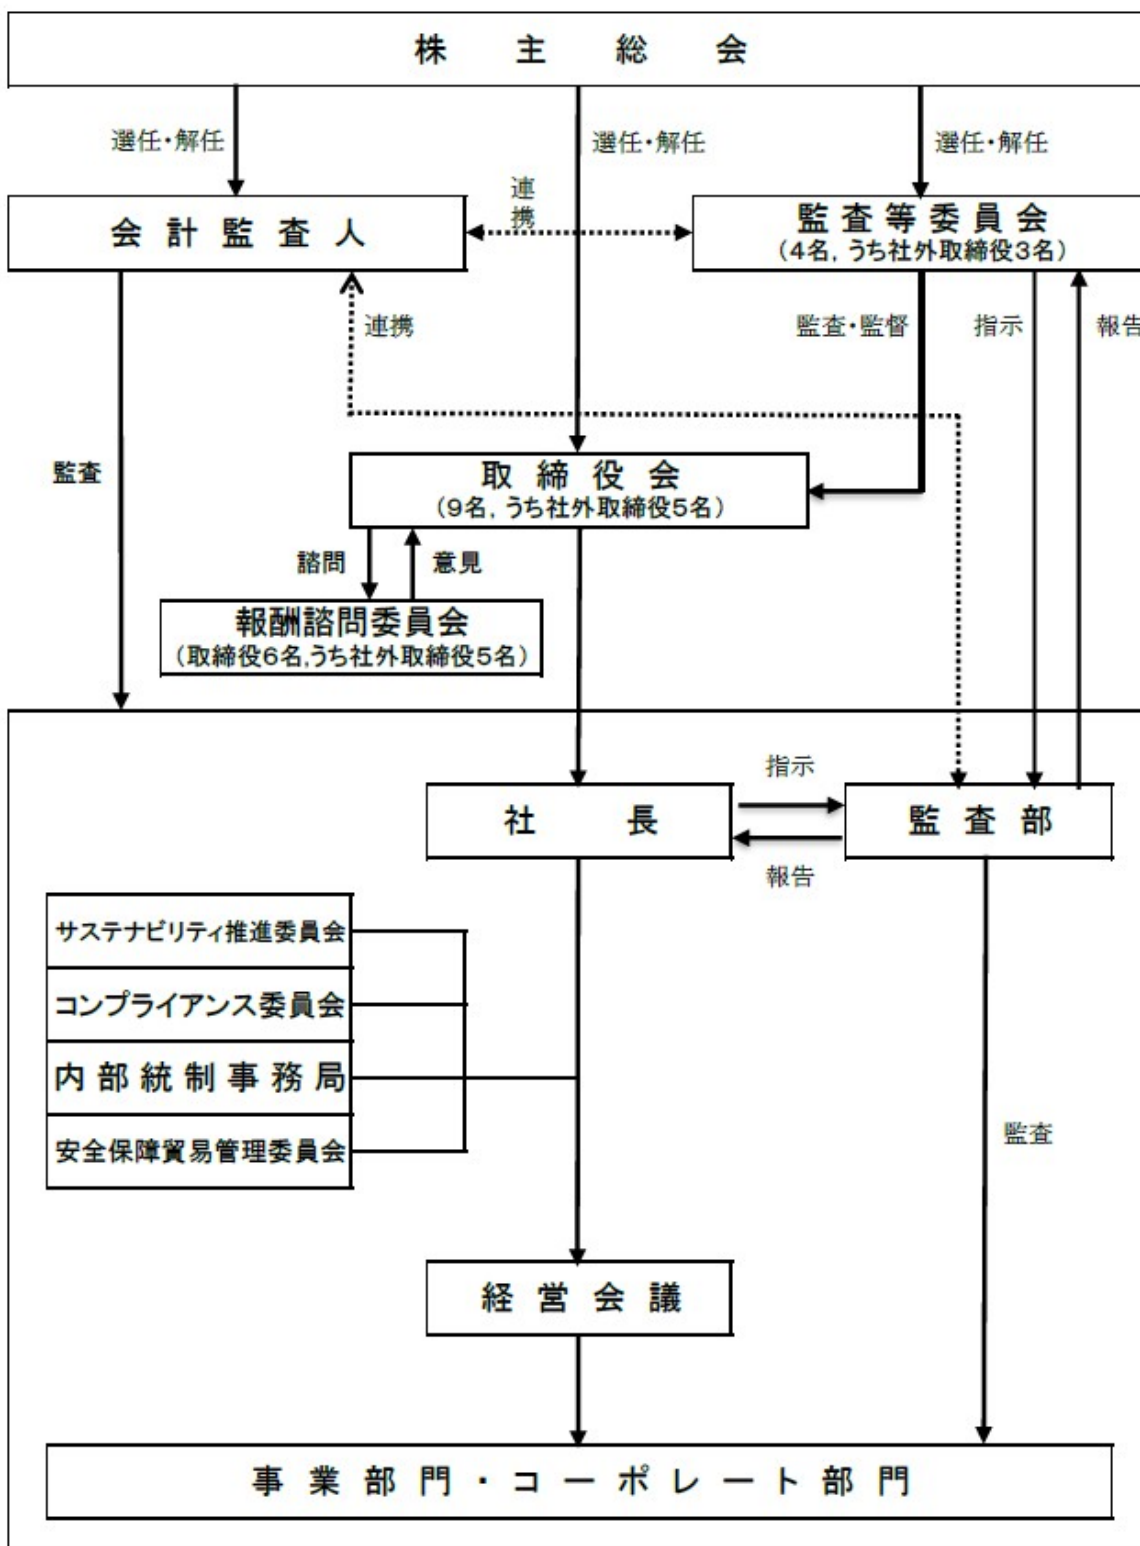 株主総会
選任・解任
選任・解任
選任・解任
連携
会計監査人
監査等委員会
(4名, うち社外取締役3名)
連携
監査・監督
指示
報告
監査
取締役会
(9名, うち社外取締役5名)
諮問
意見
報酬諮問委員会
(取締役6名,うち社外取締役5名)
指示
社長
監査部
報告
サステナビリティ推進委員会
コンプライアンス委員会
内部統制事務局
安全保障貿易管理委員会
監査
経営会議
事業部門・コーポレート部門